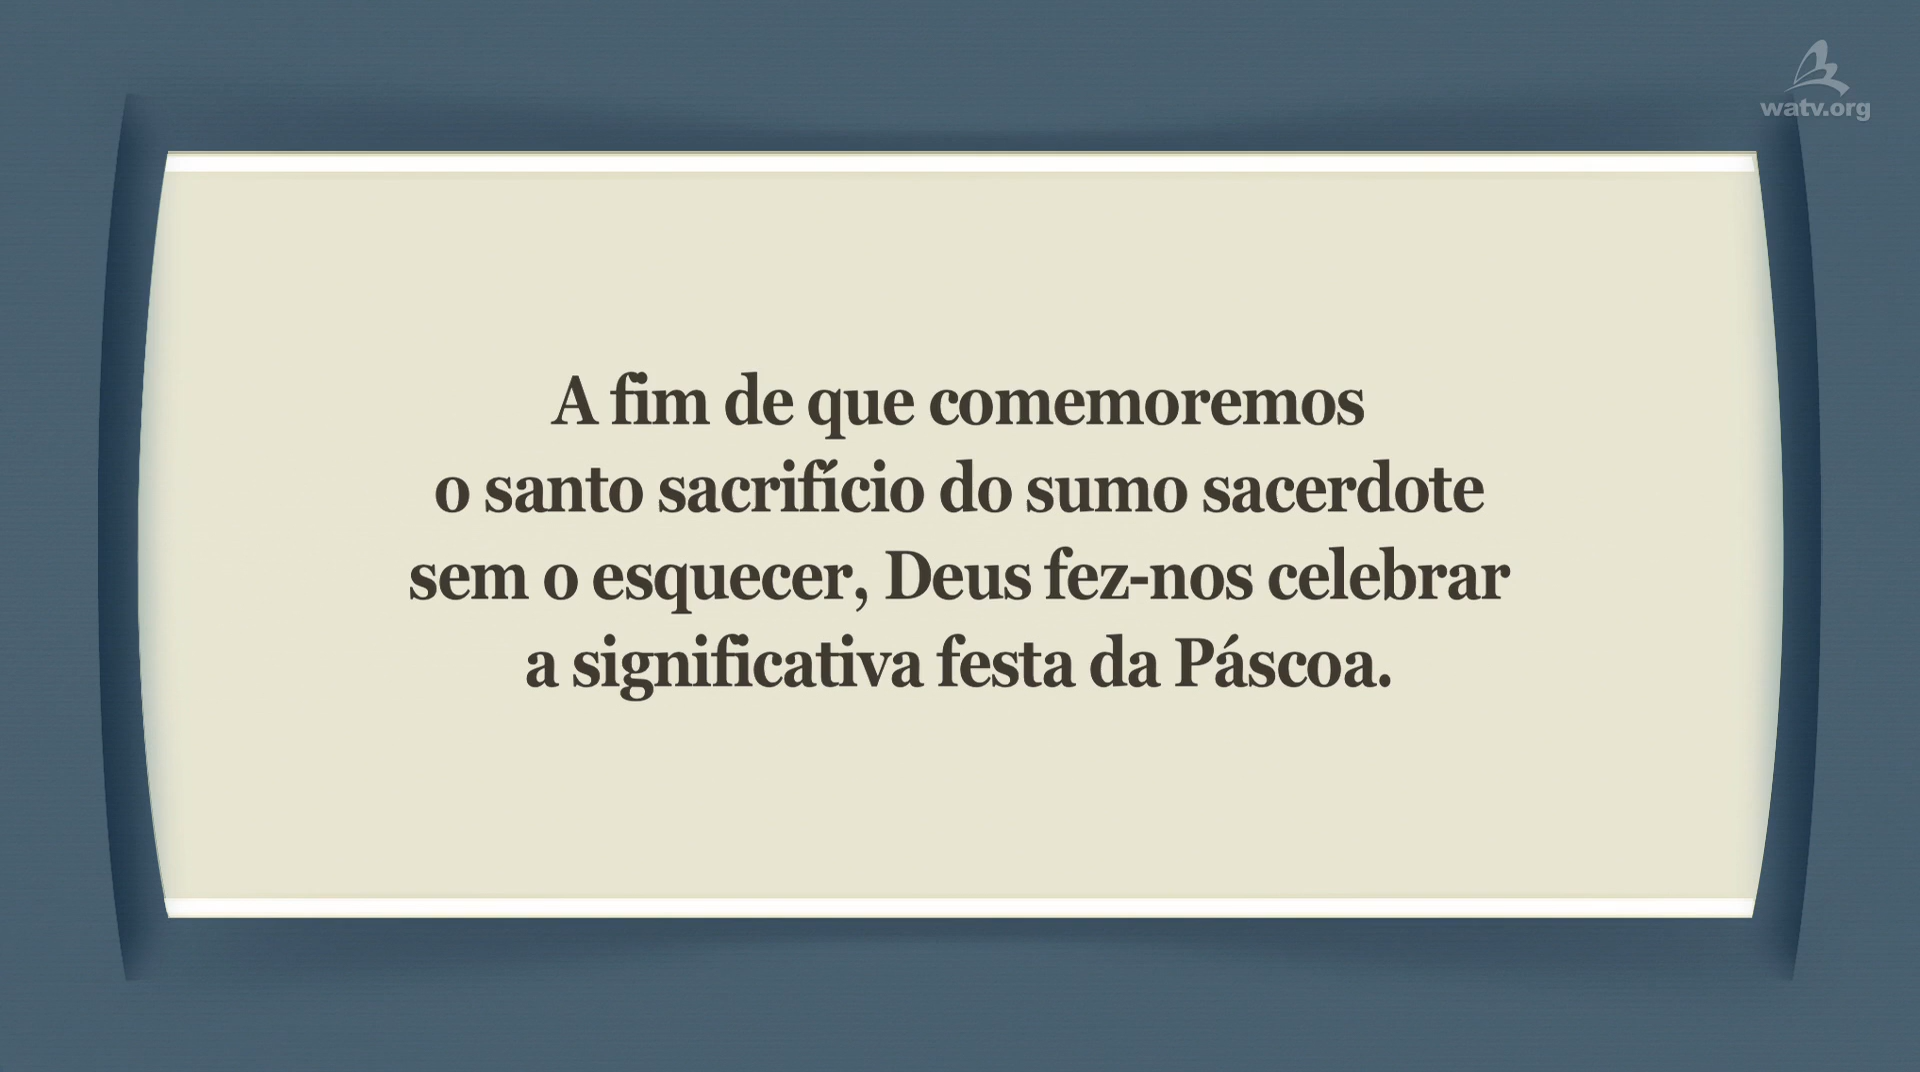 watv.org
A fim de que comemoremos
o santo sacrifício do sumo sacerdote
sem o esquecer, Deus fez-nos celebrar
a significativa festa da Páscoa.